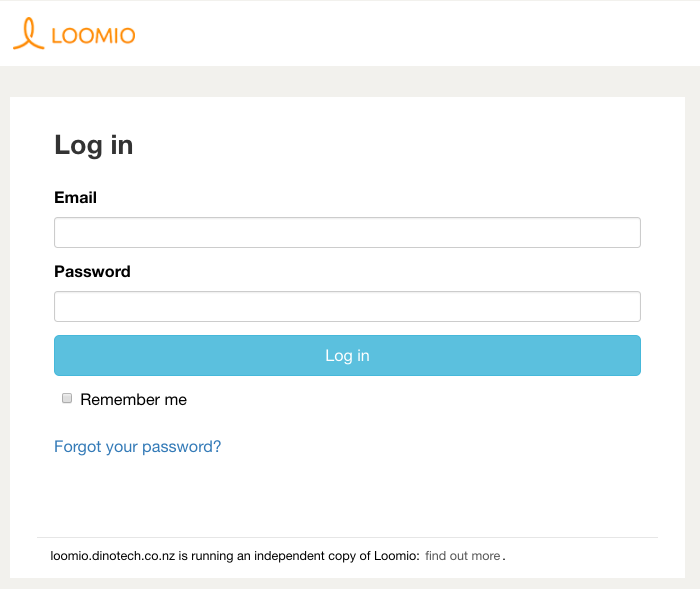 LOOMIO
Log in
Email
Password
Log in
Remember me
Forgot your password?
loomio.dinotech.co.nz is running an independent copy of Loomio: find out more.